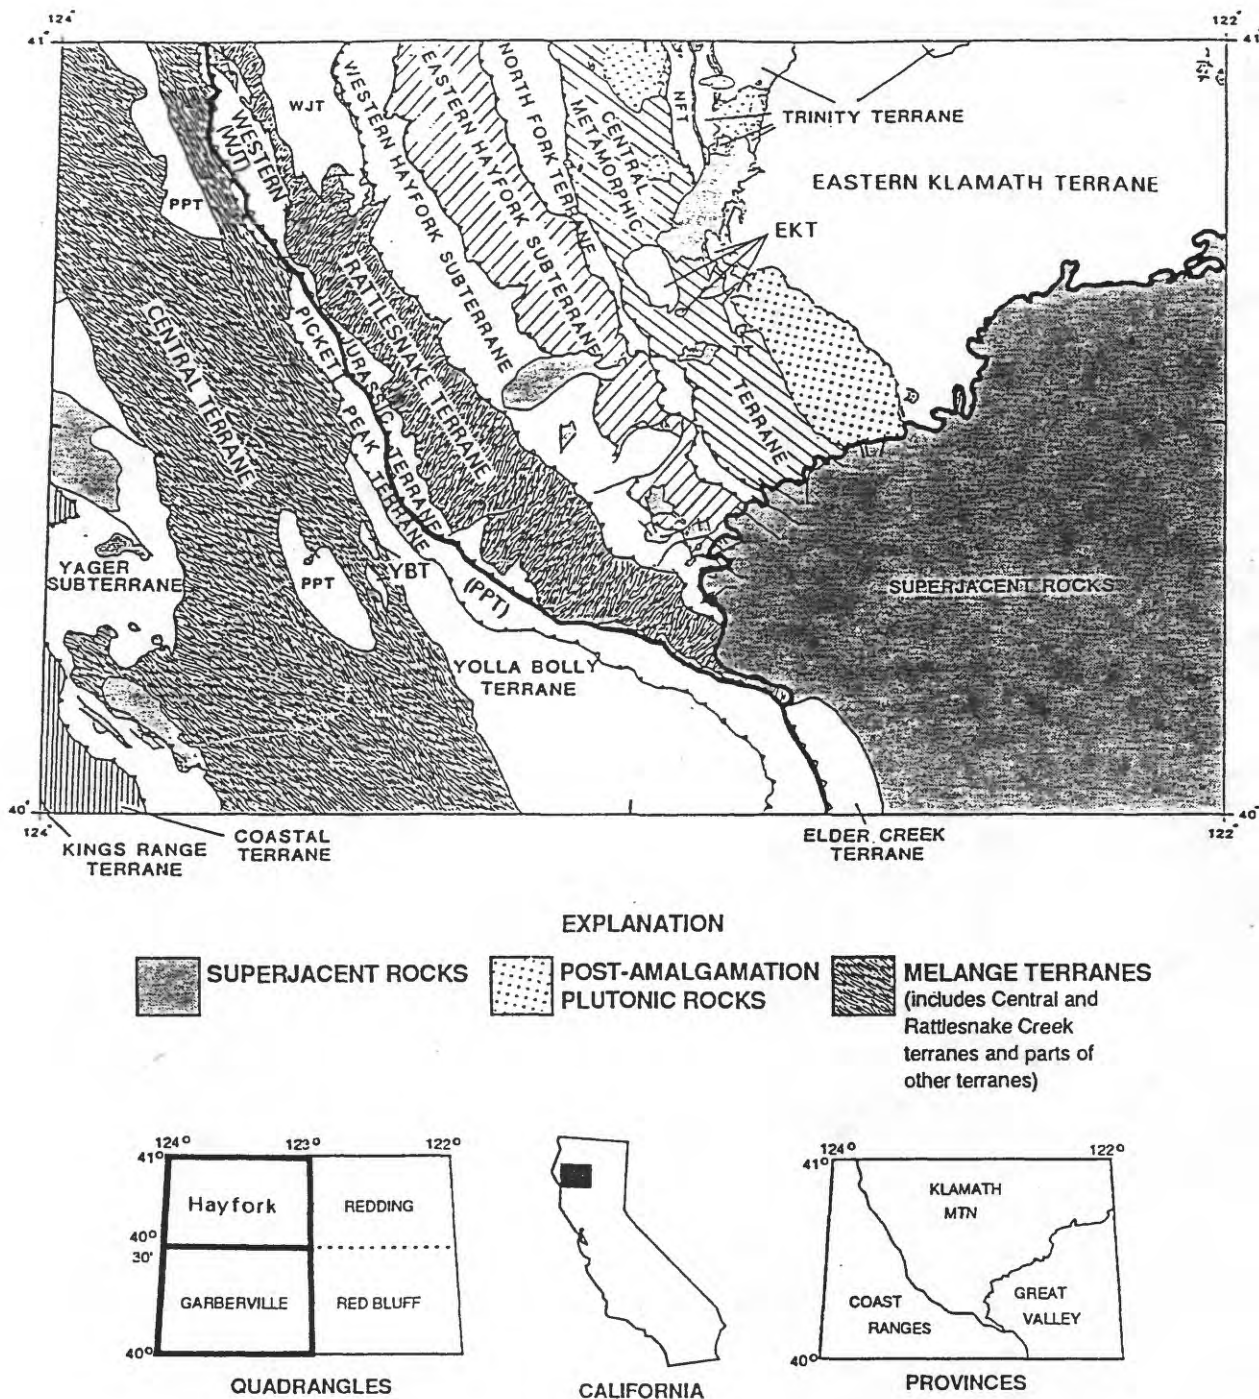 124°
122°
41°
41°
WJT
WESTERN
(WJT)
JURASSIC
TERRANE
WESTERN HAYFORK SUBTERRANE
EASTERN HAYFORK SUBTERRANE
NORTH FORK TERRANE
CENTRAL
METAMORPHIC
TERRANE
NFT
TRINITY TERRANE
EASTERN KLAMATH TERRANE
PPT
EKT
RATTLESNAKE TERRANE
CENTRAL TERRANE
PICKET
PEAK
TERRANE
(PPT)
YAGER
SUBTERRANE
PPT
YBT
SUPERJACENT ROCKS
YOLLA BOLLY
TERRANE
40°
40°
124°
122°
KINGS RANGE
TERRANE
COASTAL
TERRANE
ELDER CREEK
TERRANE
EXPLANATION
SUPERJACENT ROCKS
POST-AMALGAMATION
PLUTONIC ROCKS
MELANGE TERRANES
(includes Central and
Rattlesnake Creek
terranes and parts of
other terranes)
124° 123° 122°
41°
Hayfork
REDDING
40°
30'
GARBERVILLE
RED BLUFF
40°
QUADRANGLES
CALIFORNIA
124° 122°
41°
KLAMATH
MTN
COAST
RANGES
GREAT
VALLEY
40°
PROVINCES